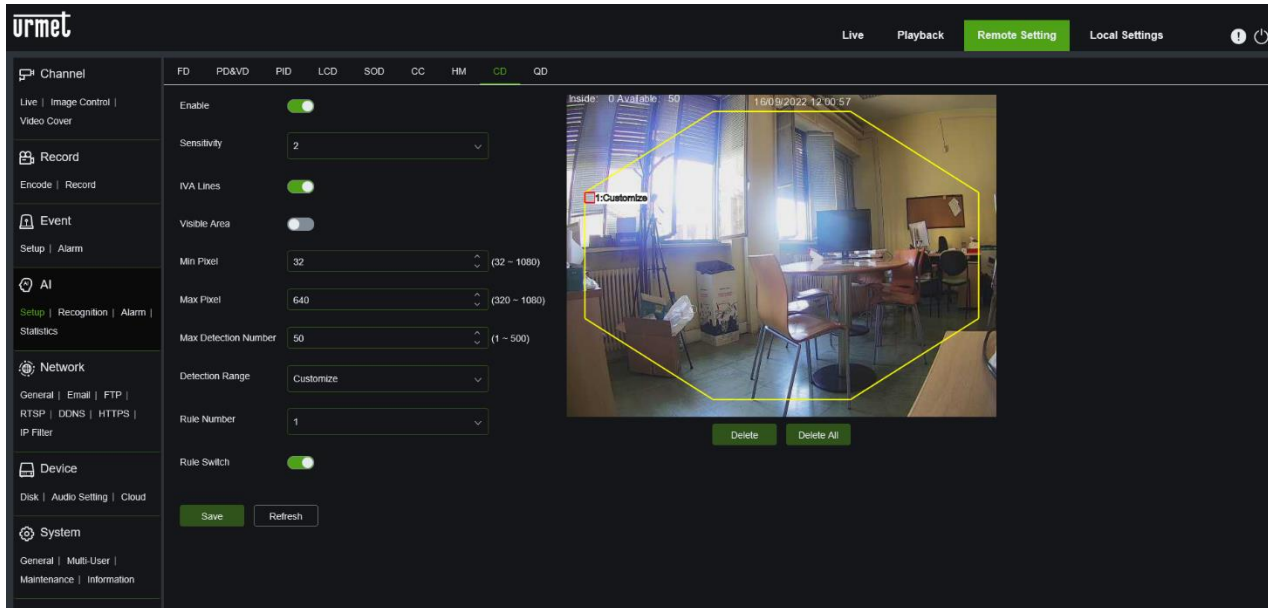 urmet
Live Playback Remote Setting Local Settings
Channel
Live | Image Control |
Video Cover
Record
Encode | Record
Event
Setup | Alarm
AI
Setup | Recognition | Alarm |
Statistics
Network
General | Email | FTP |
RTSP | DDNS | HTTPS |
IP Filter
Device
Disk | Audio Setting | Cloud
System
General | Multi-User |
Maintenance | Information
FD PD&VD PID LCD SOD CC HM CD QD
Enable
Sensitivity 2
IVA Lines
Visible Area
Min Pixel 32 (32 ~ 1080)
Max Pixel 640 (320 ~ 1080)
Max Detection Number 50 (1 ~ 500)
Detection Range Customize
Rule Number 1
Rule Switch
Save Refresh
Inside: 0 Available: 50 16/09/2022 12:00:57
1:Customize
Delete Delete All